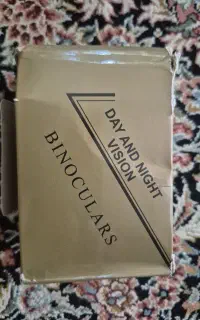 DAY AND NIGHT
VISION
BINOCULARS